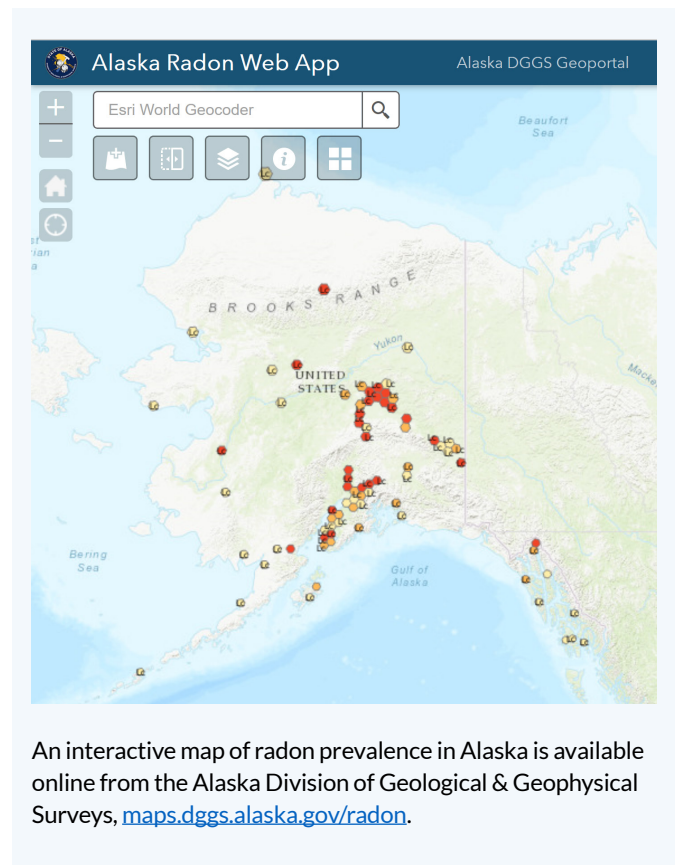 Alaska Radon Web App
Alaska DGGS Geoportal
Esri World Geocoder
Beaufort
Sea
BROOKS RANGE
Yukon
UNITED
STATES
Bering
Sea
Gulf of
Alaska
An interactive map of radon prevalence in Alaska is available
online from the Alaska Division of Geological & Geophysical
Surveys, maps.dggs.alaska.gov/radon.